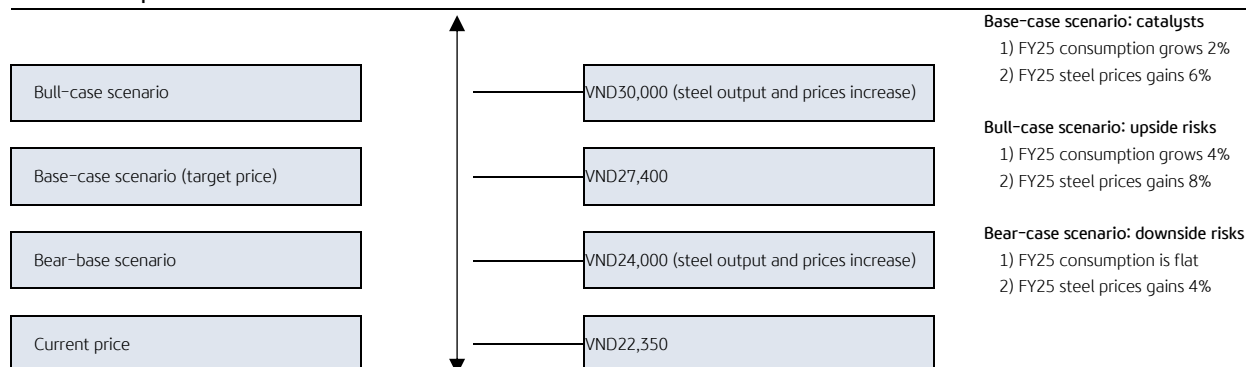 Bull-case scenario
VND30,000 (steel output and prices increase)
Base-case scenario (target price)
VND27,400
Bear-base scenario
VND24,000 (steel output and prices increase)
Current price
VND22,350
Base-case scenario: catalysts
1) FY25 consumption grows 2%
2) FY25 steel prices gains 6%
Bull-case scenario: upside risks
1) FY25 consumption grows 4%
2) FY25 steel prices gains 8%
Bear-case scenario: downside risks
1) FY25 consumption is flat
2) FY25 steel prices gains 4%